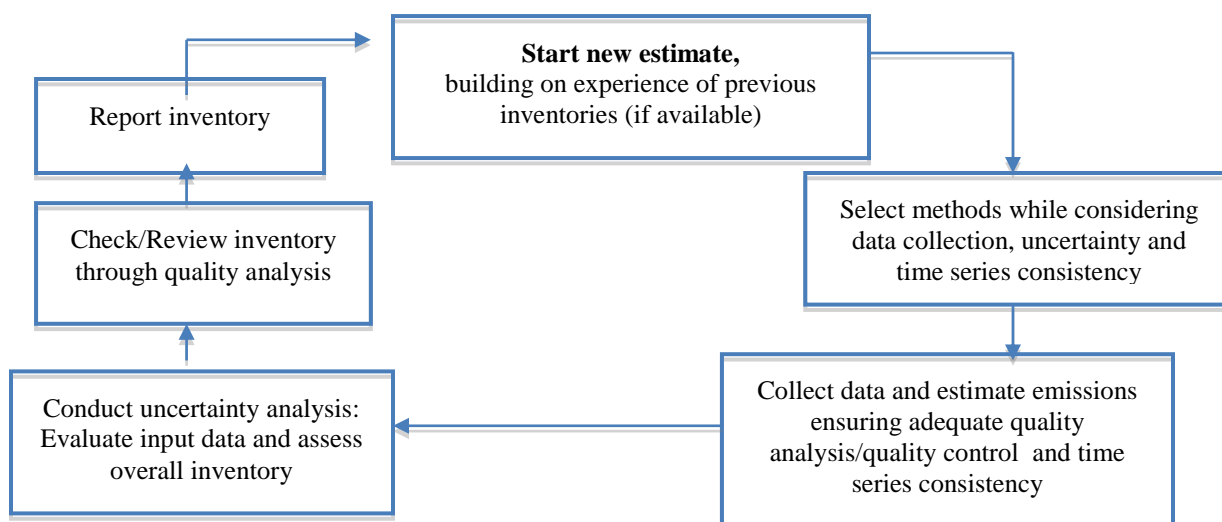 Start new estimate,
building on experience of previous
inventories (if available)
Report inventory
Select methods while considering
data collection, uncertainty and
time series consistency
Check/Review inventory
through quality analysis
Conduct uncertainty analysis:
Evaluate input data and assess
overall inventory
Collect data and estimate emissions
ensuring adequate quality
analysis/quality control and time
series consistency